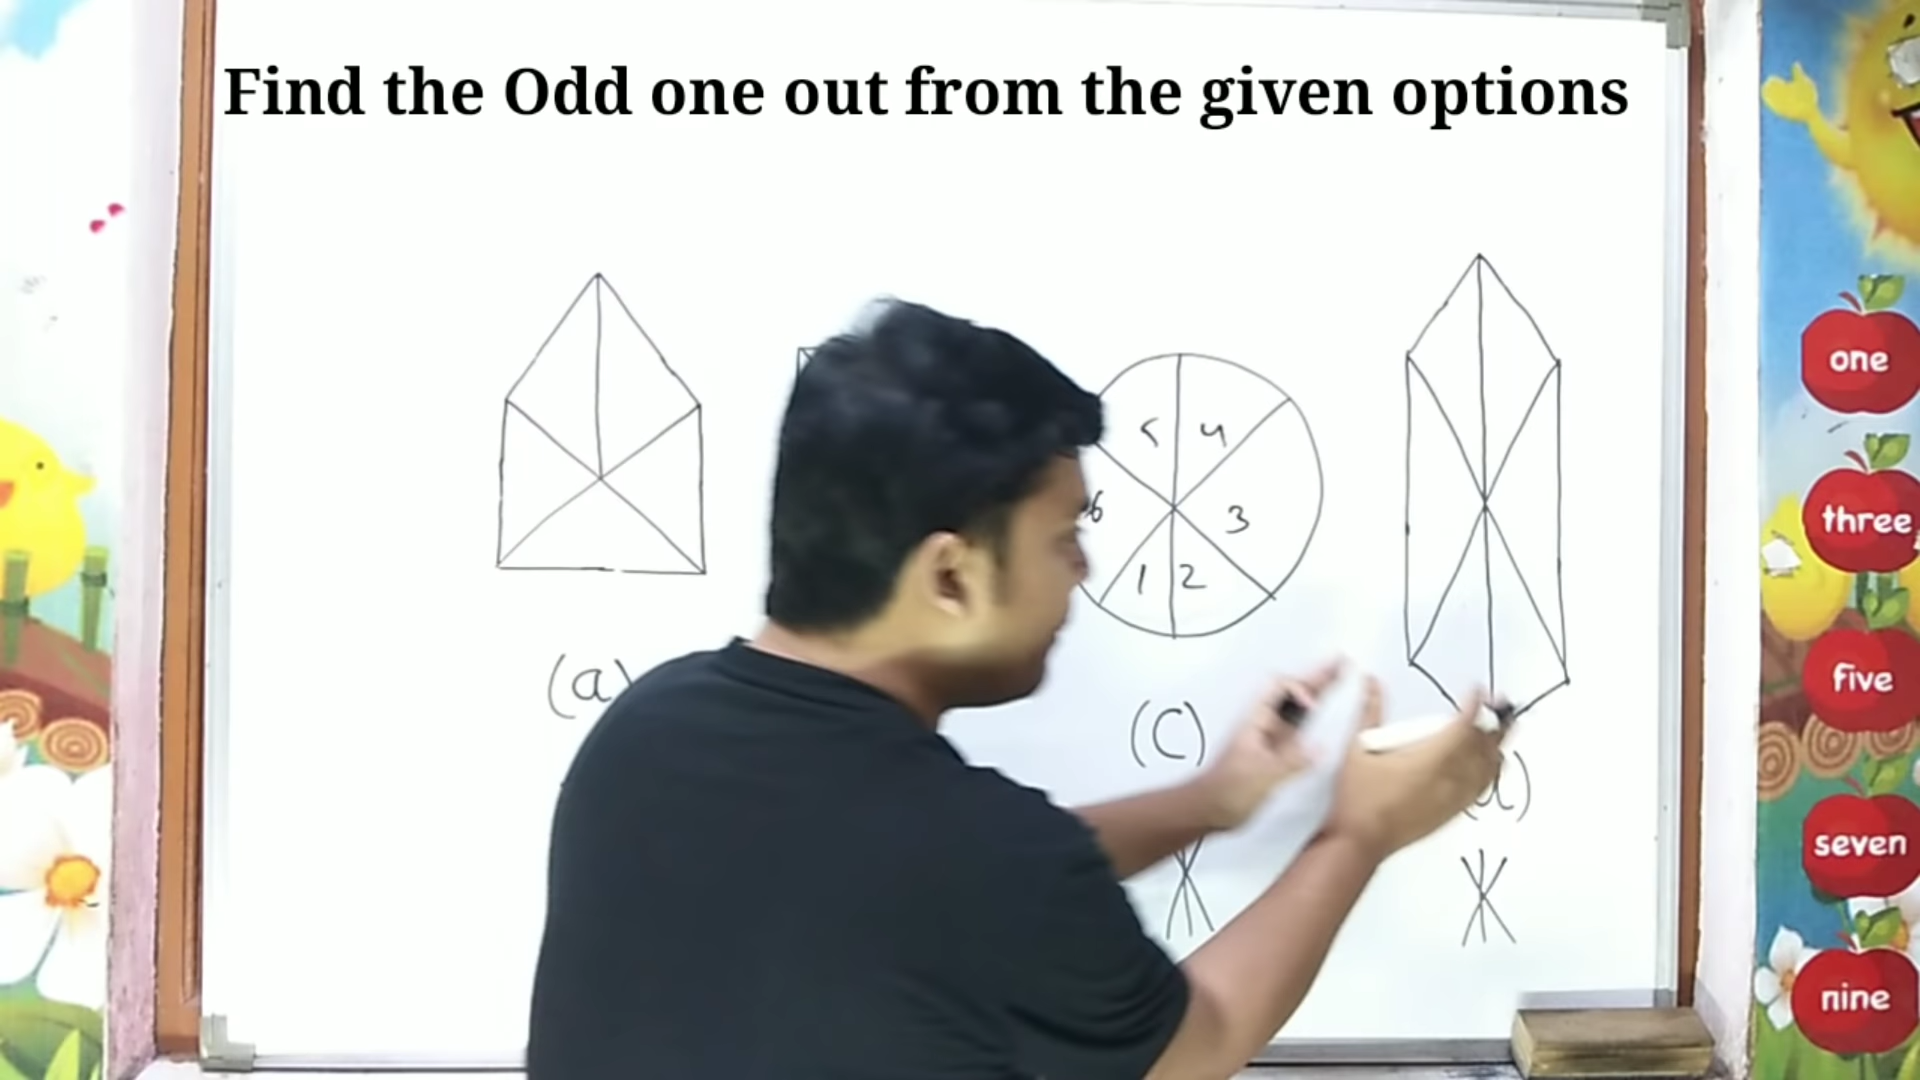 Find the Odd one out from the given options
5 4
6 3
1 2
(a)
(C)
(d)
one
three
five
seven
nine